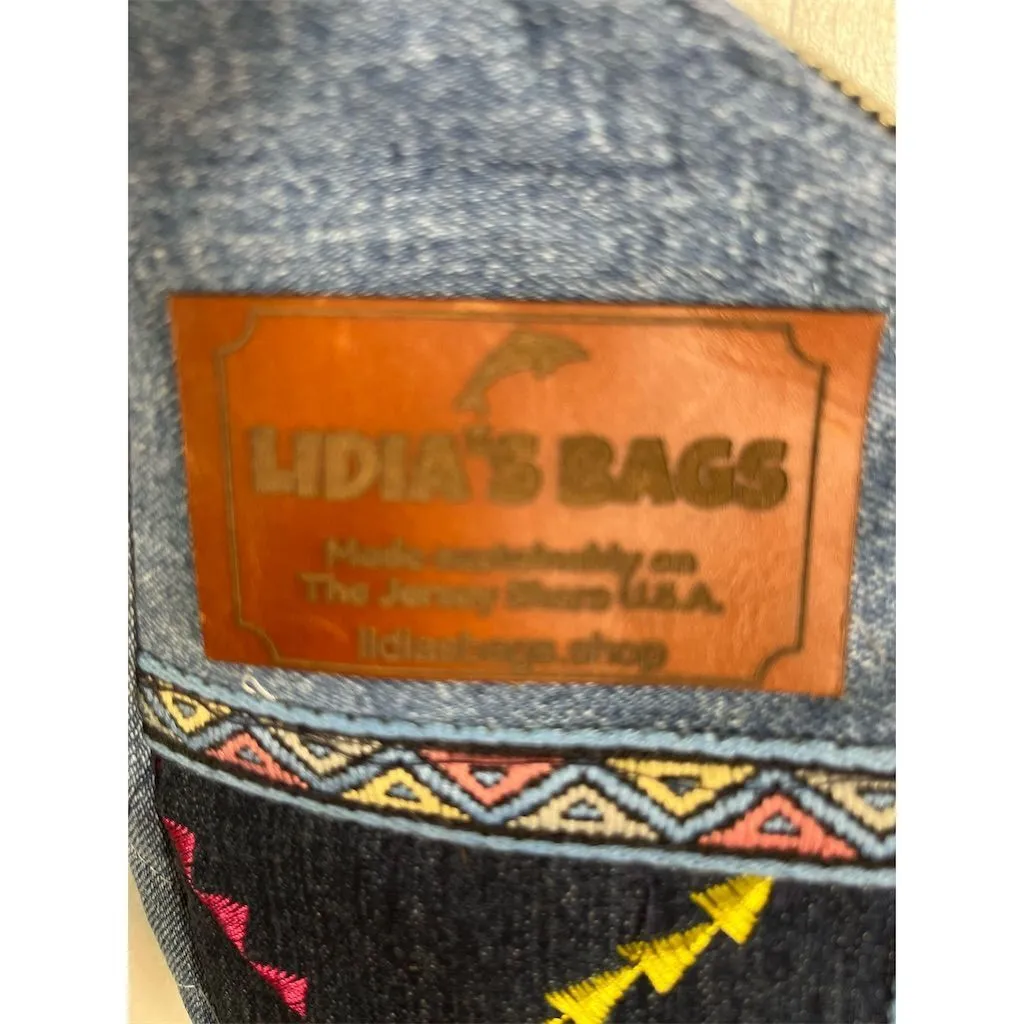 LIDIA'S BAGS
Made sustainably on
The Jersey Shore U.S.A.
lidiasbags.shop